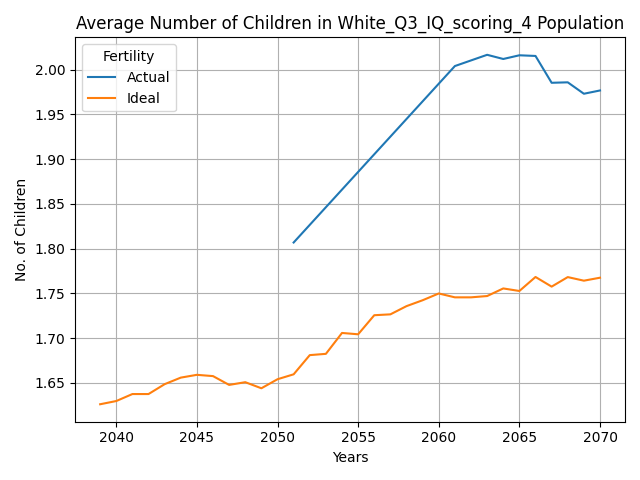 Average Number of Children in White_Q3_IQ_scoring_4 Population
Fertility
Actual
Ideal
No. of Children
2.00
1.95
1.90
1.85
1.80
1.75
1.70
1.65
2040 2045 2050 2055 2060 2065 2070
Years